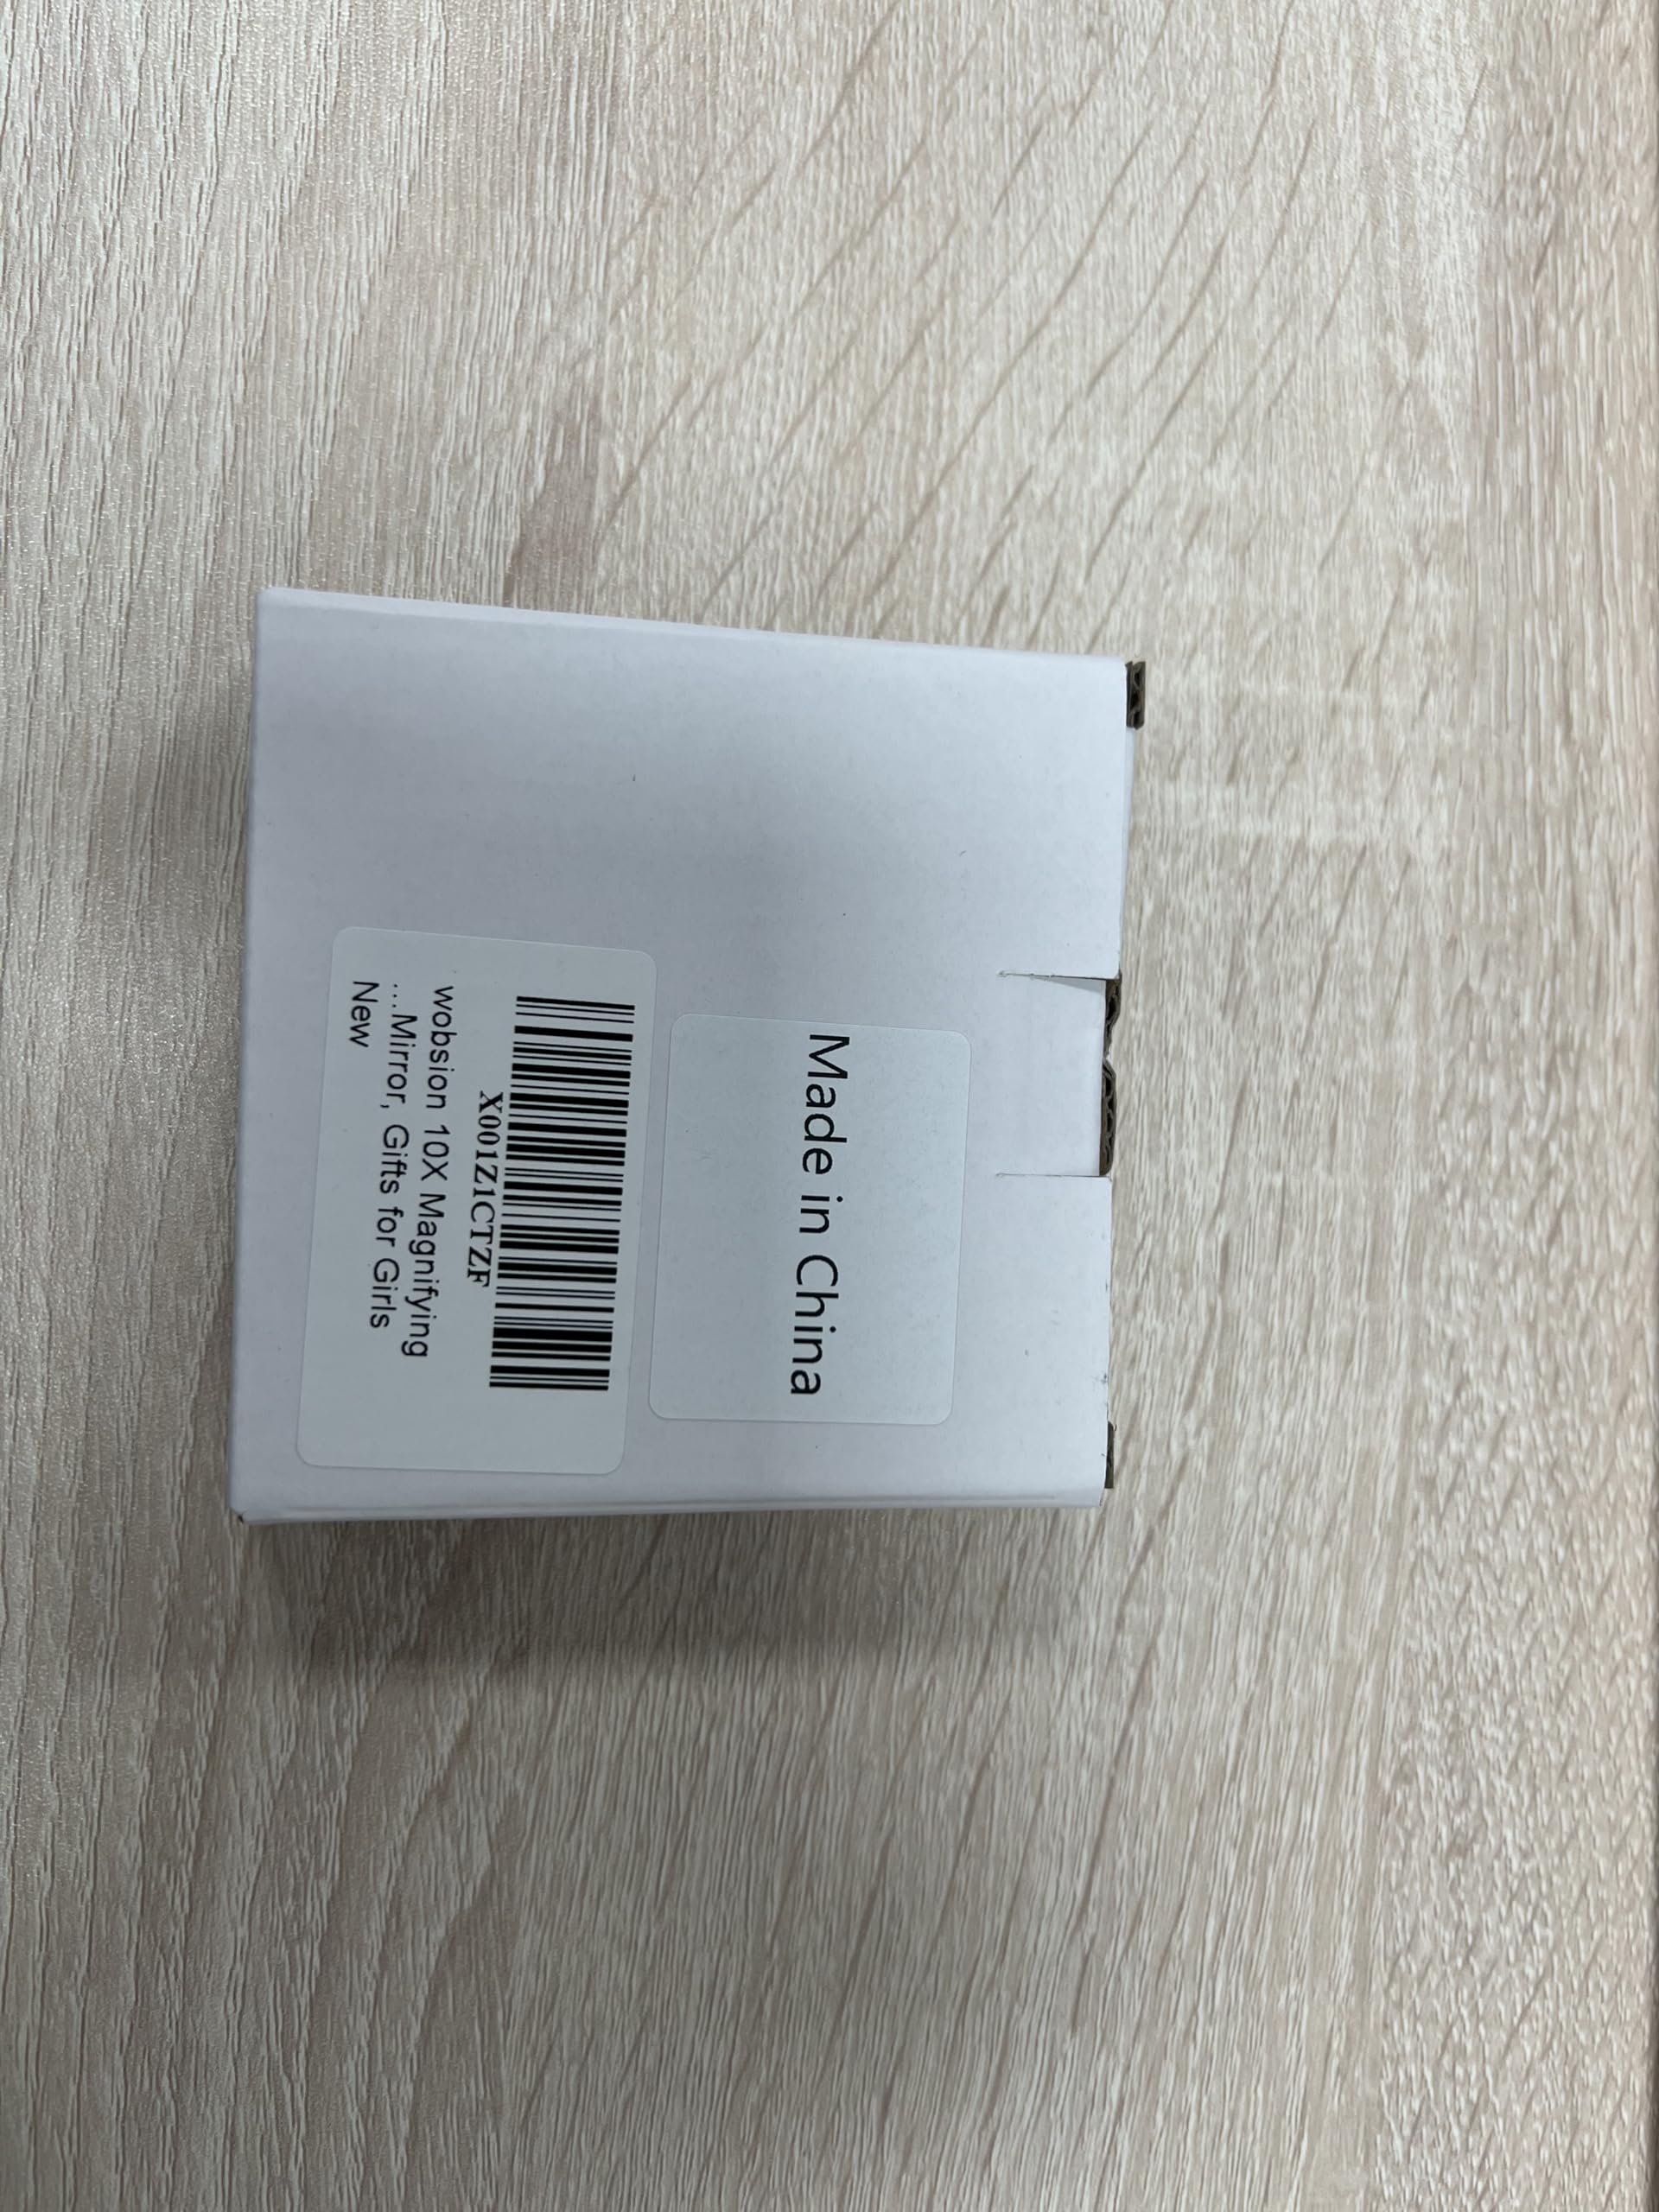 Made in China
X001Z1CTZF
wobsion 10X Magnifying
...Mirror, Gifts for Girls
New